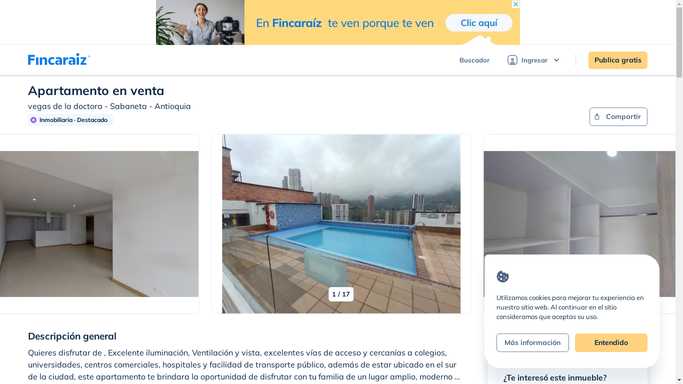 En Fincaraíz te ven porque te ven
Clic aquí
Fincaraiz
Buscador
Ingresar
Publica gratis
Apartamento en venta
vegas de la doctora - Sabaneta - Antioquia
Inmobiliaria · Destacado
Compartir
1 / 17
Utilizamos cookies para mejorar tu experiencia en
nuestro sitio web. Al continuar en el sitio
consideramos que aceptas su uso.
Más información
Entendido
Descripción general
Quieres disfrutar de . Excelente iluminación, Ventilación y vista, excelentes vías de acceso y cercanías a colegios,
universidades, centros comerciales, hospitales y facilidad de transporte público, además de estar ubicado en el sur
de la ciudad, este apartamento te brindara la oportunidad de disfrutar con tu familia de un lugar amplio, moderno ...
¿Te interesó este inmueble?